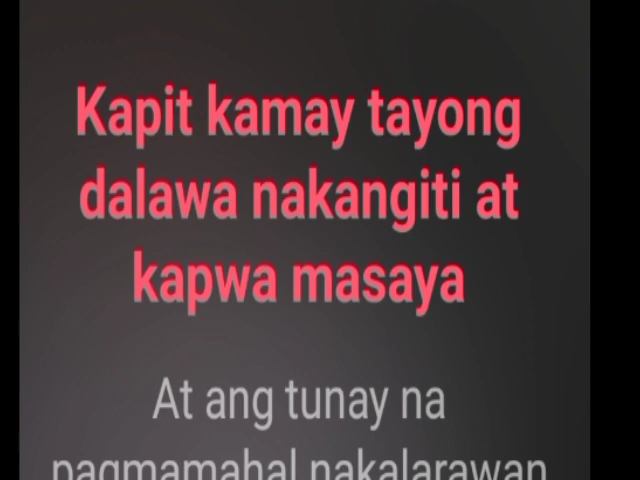 Kapit kamay tayong
dalawa nakangiti at
kapwa masaya
At ang tunay na
pagmamahal nakalarawan